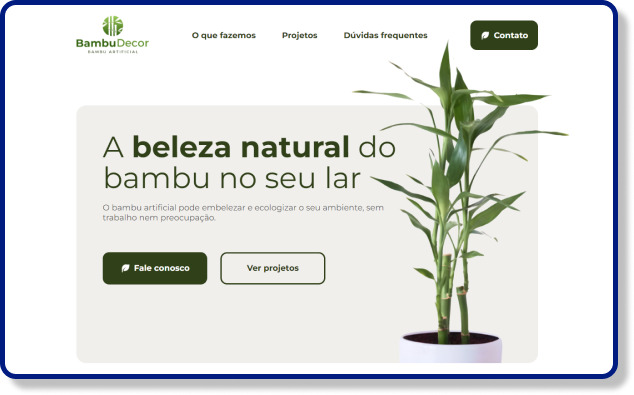 BambuDecor
BAMBU ARTIFICIAL
O que fazemos
Projetos
Dúvidas frequentes
Contato
A beleza natural do
bambu no seu lar
O bambu artificial pode embelezar e ecologizar o seu ambiente, sem
trabalho nem preocupação.
Fale conosco
Ver projetos